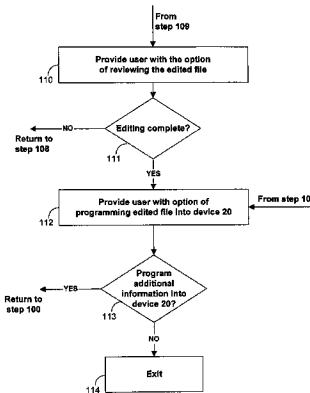 From
step 109
Provide user with the option
of reviewing the edited file
110
NO
Editing complete?
Return to
step 108
111
YES
Provide user with option of
programming edited file into device 20
From step 10
112
Program
additional
information into
device 20?
YES
Return to
step 100
113
NO
Exit
114